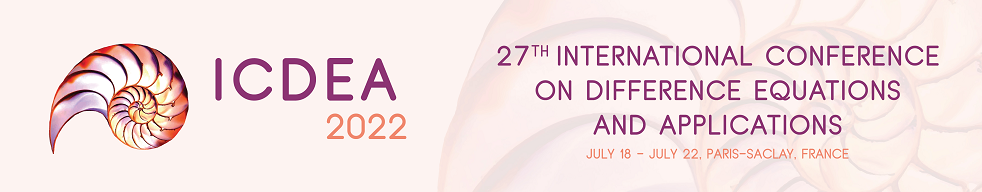 ICDEA
2022
27TH INTERNATIONAL CONFERENCE
ON DIFFERENCE EQUATIONS
AND APPLICATIONS
JULY 18 - JULY 22, PARIS-SACLAY, FRANCE